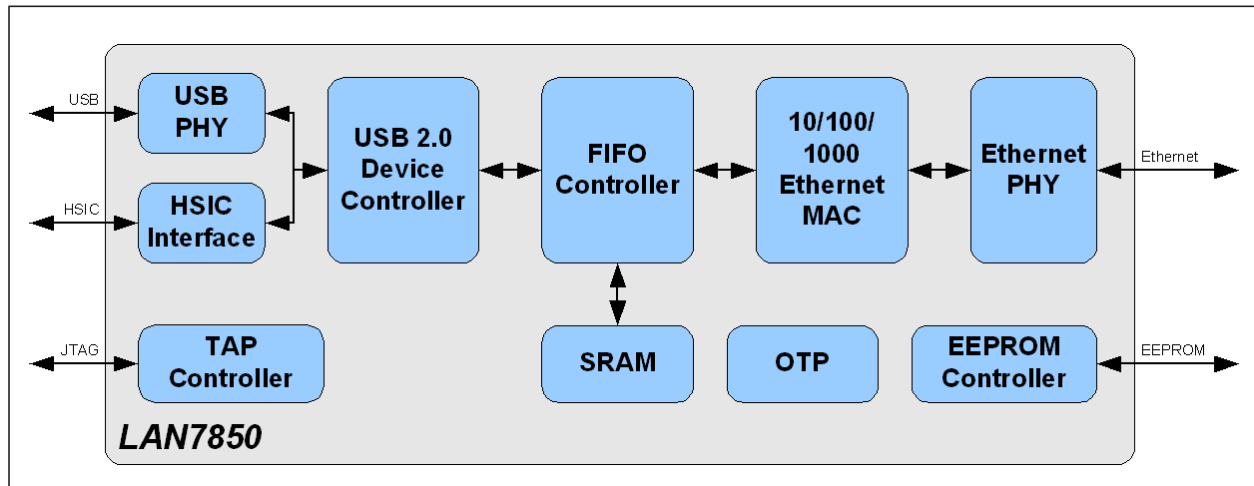 USB
USB
PHY
HSIC
HSIC
Interface
USB 2.0
Device
Controller
FIFO
Controller
10/100/
1000
Ethernet
MAC
Ethernet
PHY
Ethernet
JTAG
TAP
Controller
SRAM
OTP
EEPROM
Controller
EEPROM
LAN7850